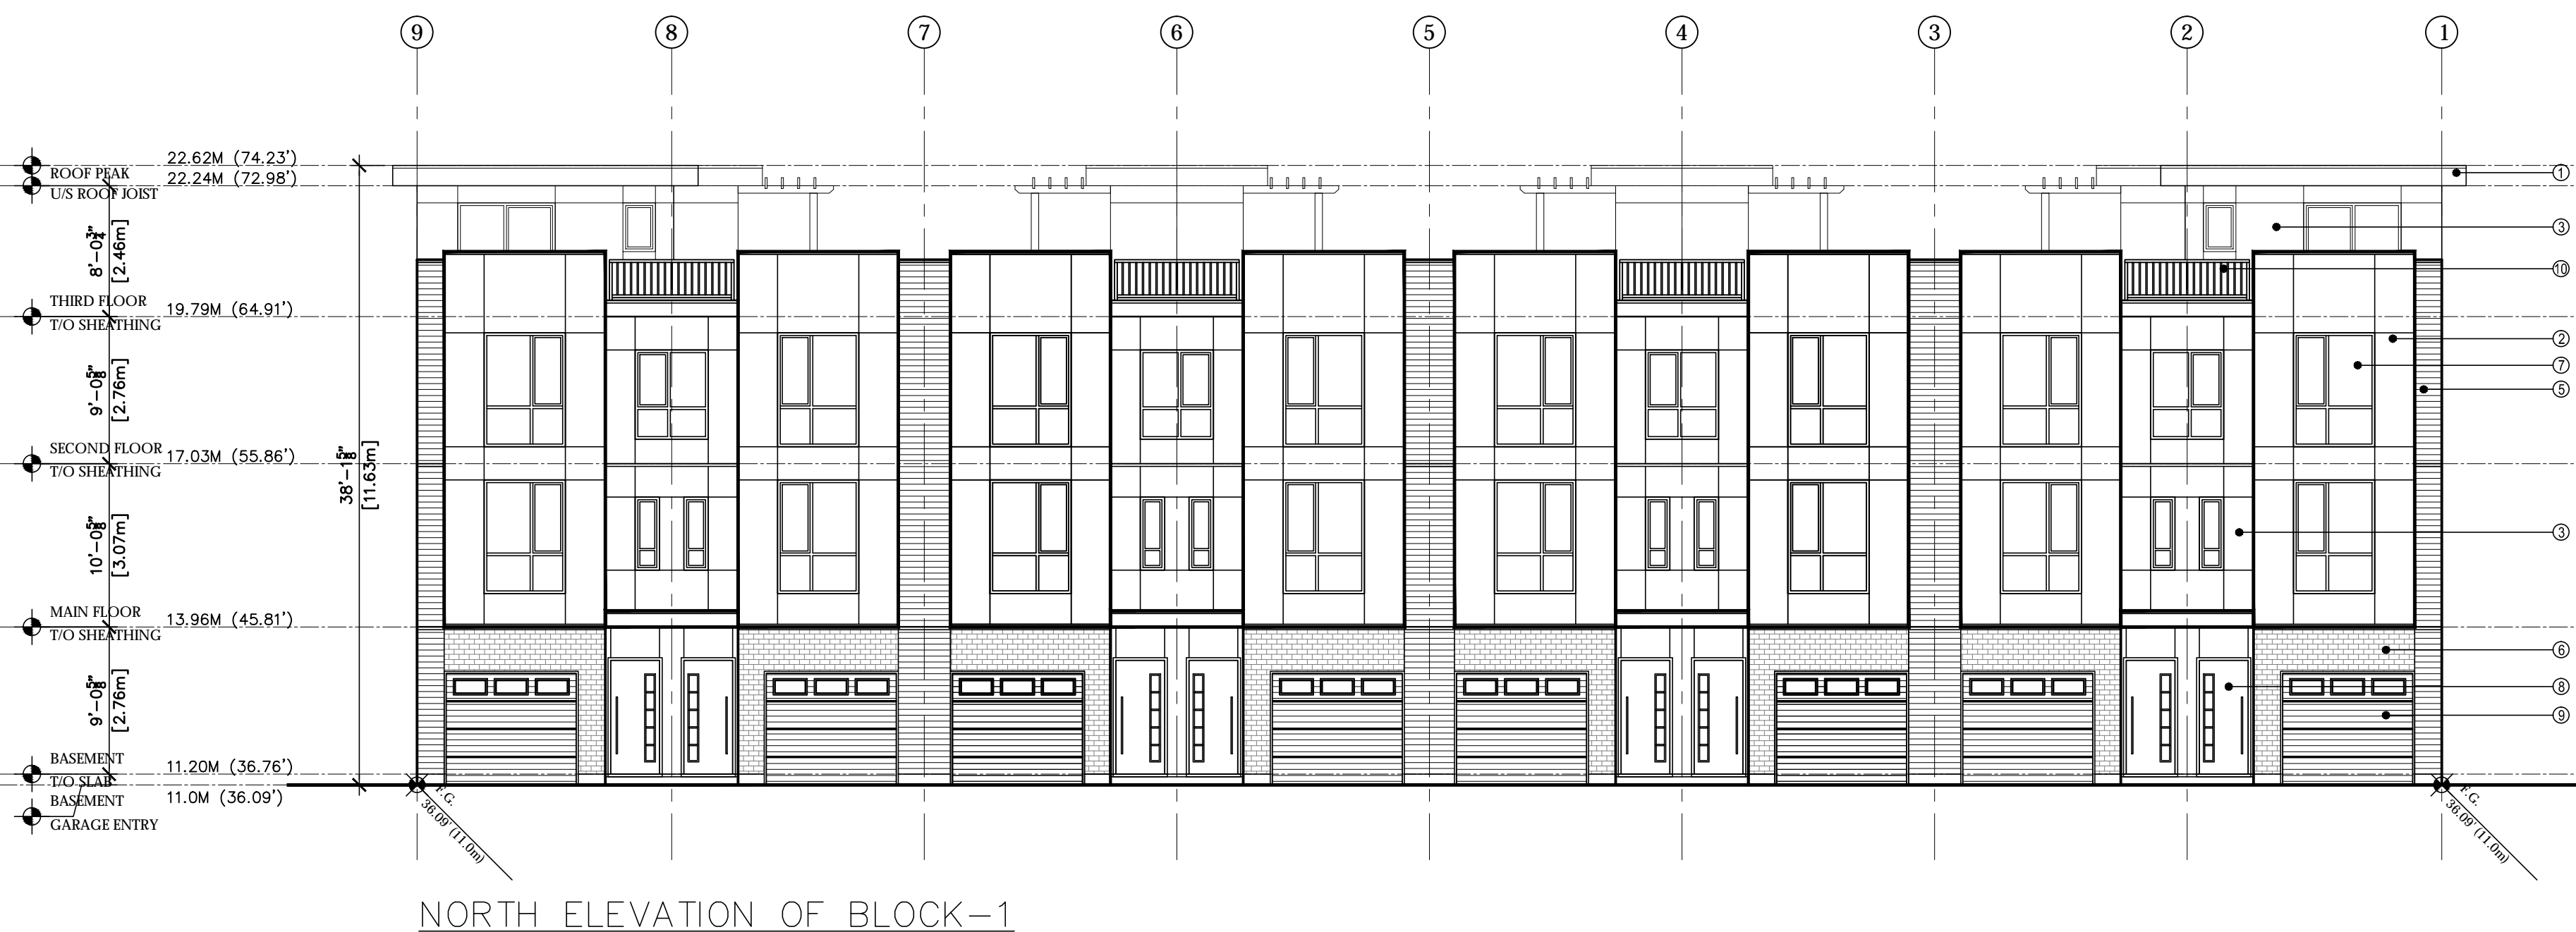 9 8 7 6 5 4 3 2 1
22.62M (74.23')
ROOF PEAK
22.24M (72.98')
U/S ROOF JOIST
1
8'-0¾"
[2.46m]
3
10
THIRD FLOOR
19.79M (64.91')
T/O SHEATHING
2
9'-0⅝"
[2.76m]
7
5
SECOND FLOOR
17.03M (55.86')
T/O SHEATHING
38'-1⅝"
[11.63m]
10'-0⅝"
[3.07m]
3
MAIN FLOOR
13.96M (45.81')
T/O SHEATHING
6
9'-0⅝"
[2.76m]
8
9
BASEMENT
11.20M (36.76')
T/O SLAB
BASEMENT
11.0M (36.09')
GARAGE ENTRY
F.G.
36.09' (11.0m)
F.G.
36.09' (11.0m)
NORTH ELEVATION OF BLOCK-1